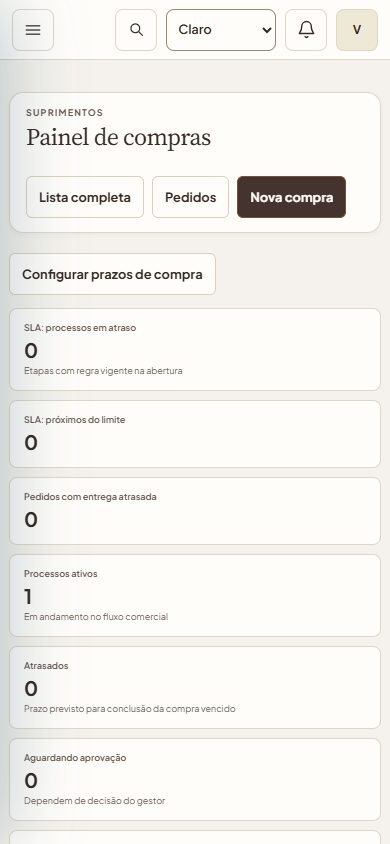 Claro
V
SUPRIMENTOS
Painel de compras
Lista completa
Pedidos
Nova compra
Configurar prazos de compra
SLA: processos em atraso
0
Etapas com regra vigente na abertura
SLA: próximos do limite
0
Pedidos com entrega atrasada
0
Processos ativos
1
Em andamento no fluxo comercial
Atrasados
0
Prazo previsto para conclusão da compra vencido
Aguardando aprovação
0
Dependem de decisão do gestor